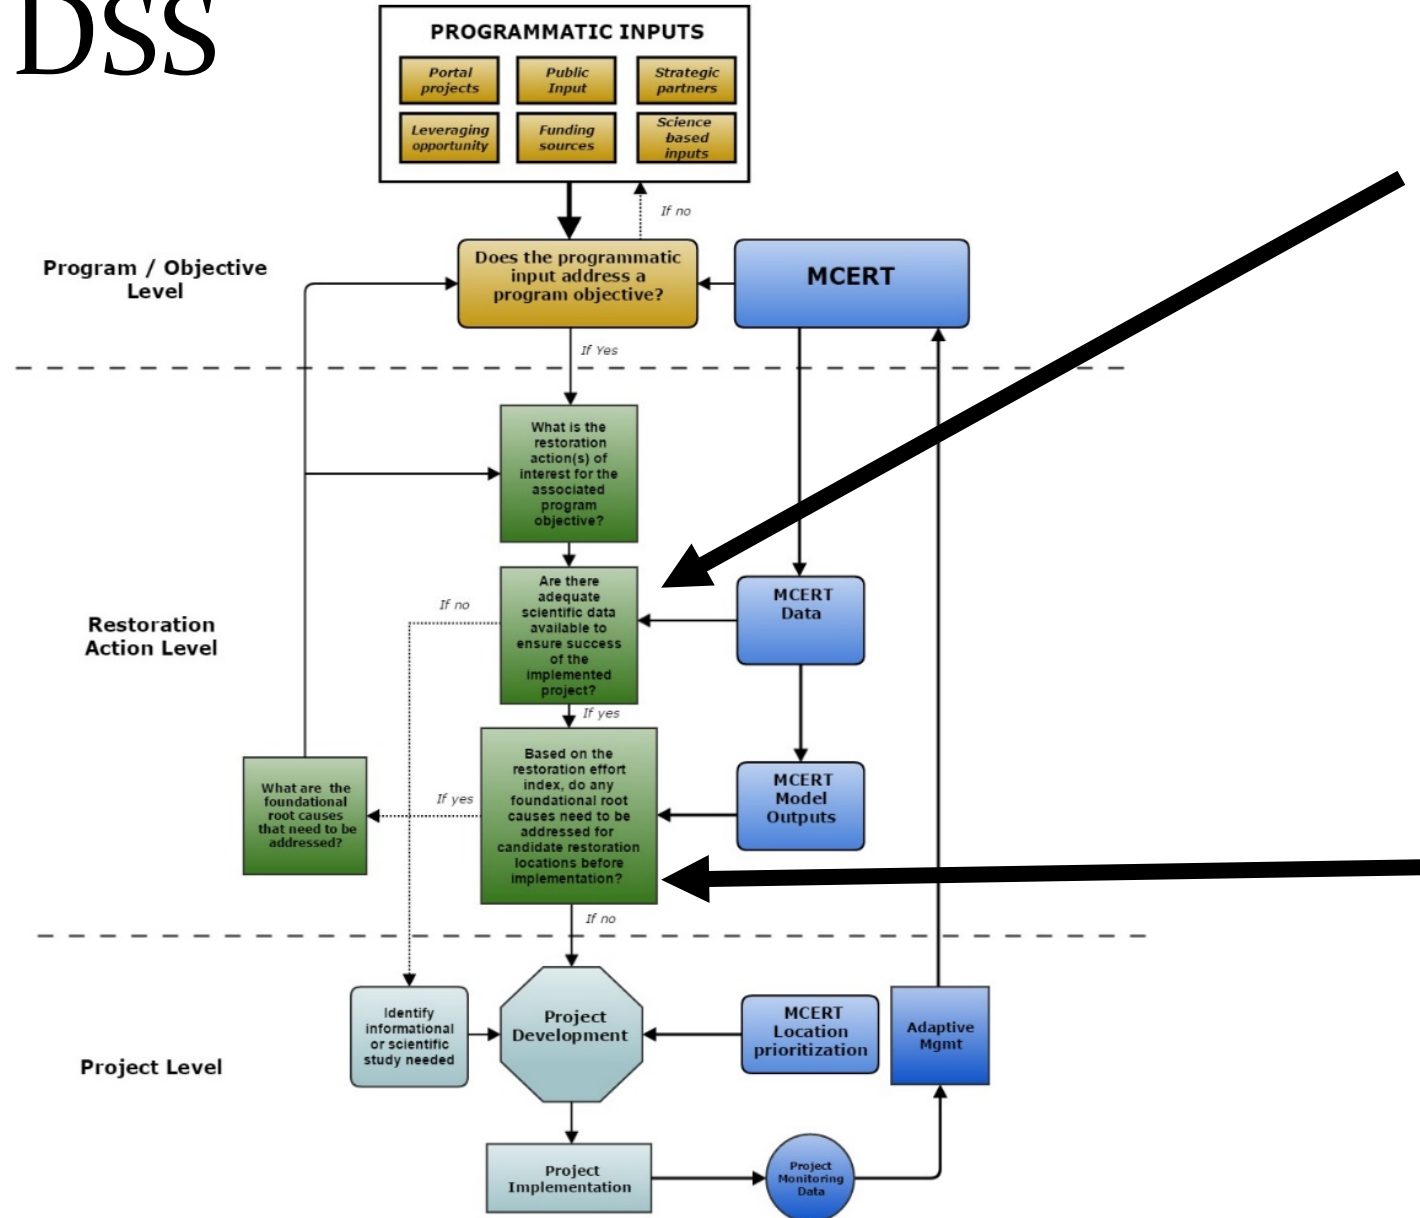 DSS
PROGRAMMATIC INPUTS
Portal
projects
Public
Input
Strategic
partners
Leveraging
opportunity
Funding
sources
Science
based
inputs
If no
Program / Objective
Level
Does the programmatic
input address a
program objective?
MCERT
If Yes
What is the
restoration
action(s) of
interest for the
associated
program
objective?
Restoration
Action Level
If no
Are there
adequate
scientific data
available to
ensure success
of the
implemented
project?
MCERT
Data
If yes
What are the
foundational
root causes
that need to be
addressed?
If yes
Based on the
restoration effort
index, do any
foundational root
causes need to be
addressed for
candidate restoration
locations before
implementation?
MCERT
Model
Outputs
If no
Project Level
Identify
informational
or scientific
study needed
Project
Development
MCERT
Location
prioritization
Adaptive
Mgmt
Project
Implementation
Project
Monitoring
Data